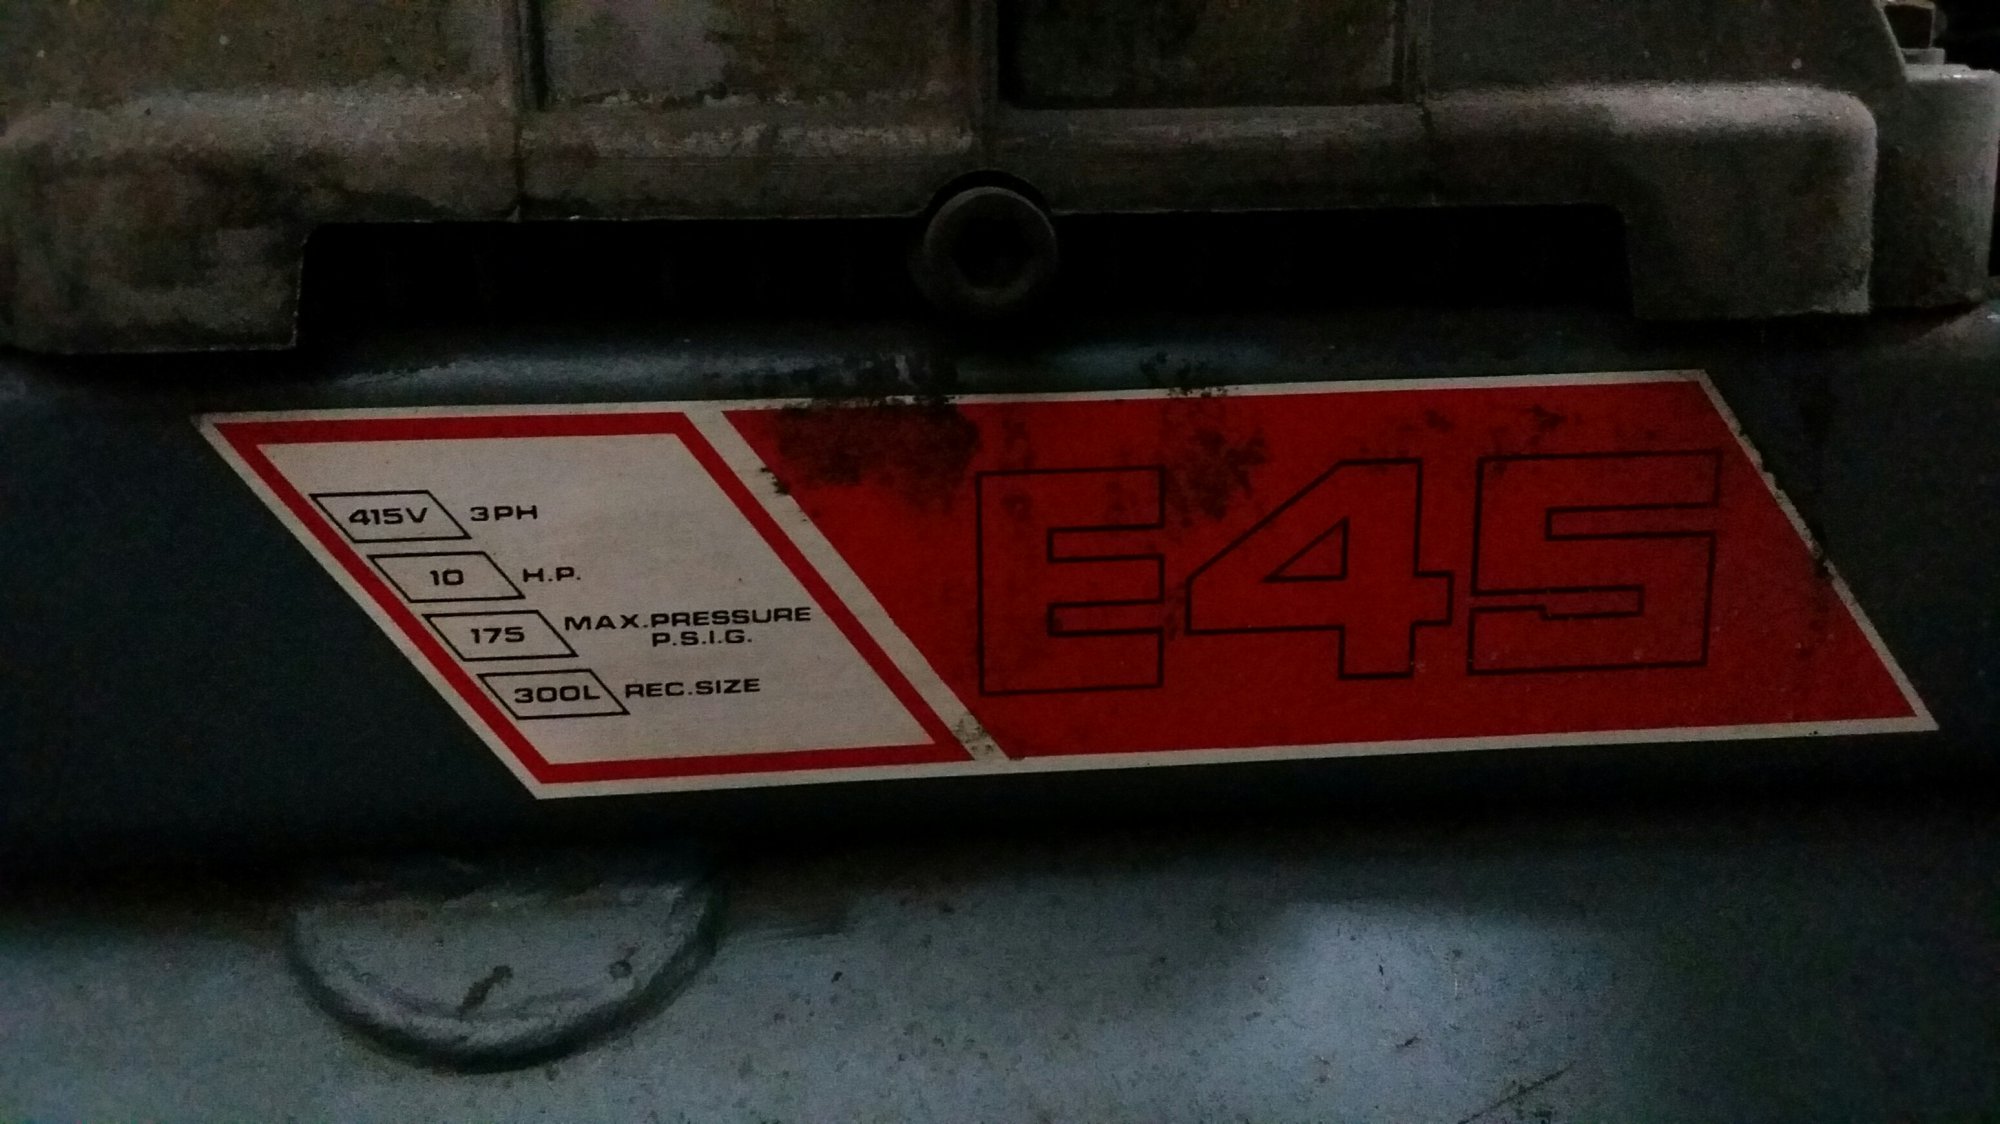 415V 3PH
10 H.P.
175 MAX.PRESSURE
P.S.I.G.
300L REC.SIZE
E45